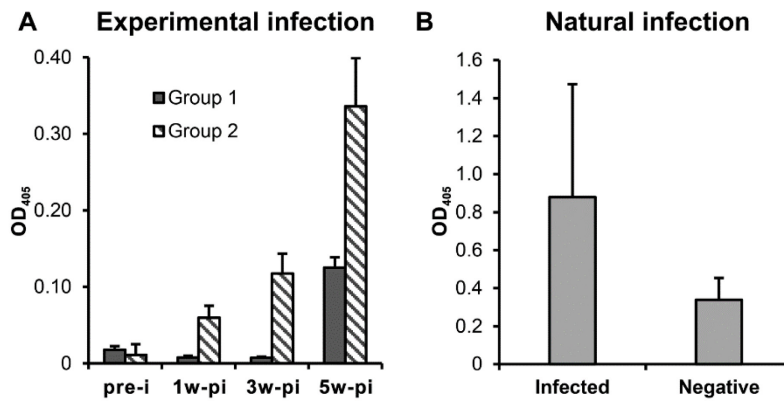 A Experimental infection
0.40
0.30
0.20
0.10
0
OD405
Group 1
Group 2
pre-i 1w-pi 3w-pi 5w-pi
B Natural infection
1.6
1.4
1.2
1.0
0.8
0.6
0.4
0.2
0
OD405
Infected Negative